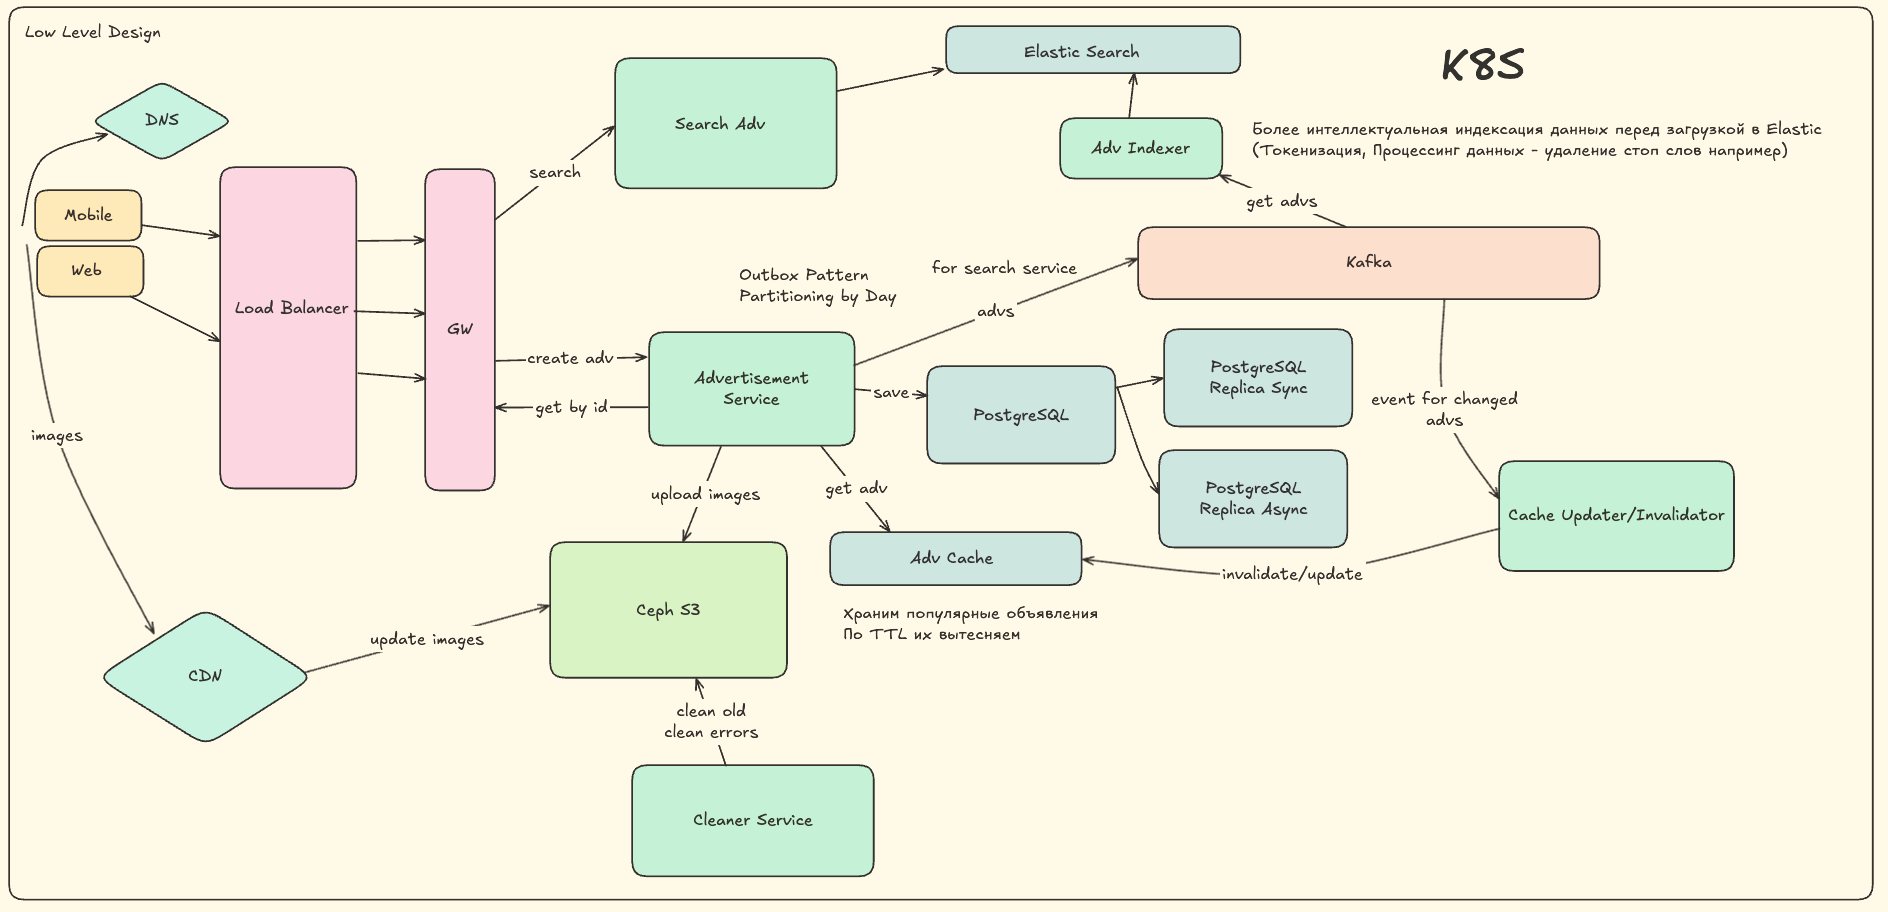 Low Level Design
K8S
DNS
Mobile
Web
Load Balancer
GW
search
Search Adv
Elastic Search
Adv Indexer
Более интеллектуальная индексация данных перед загрузкой в Elastic
(Токенизация, Процессинг данных - удаление стоп слов например)
get advs
Kafka
Outbox Pattern
Partitioning by Day
for search service
advs
create adv
get by id
Advertisement
Service
save
PostgreSQL
PostgreSQL
Replica Sync
PostgreSQL
Replica Async
event for changed
advs
Cache Updater/Invalidator
images
upload images
get adv
Adv Cache
invalidate/update
Храним популярные объявления
По TTL их вытесняем
Ceph S3
update images
CDN
clean old
clean errors
Cleaner Service